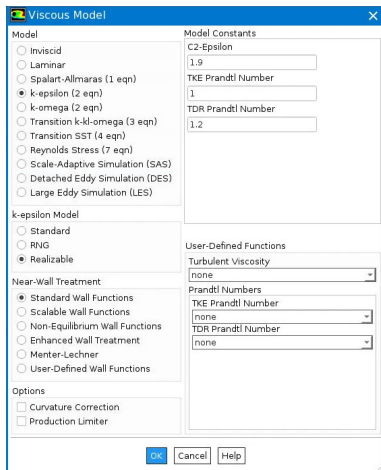 Viscous Model
Model
Inviscid
Laminar
Spalart-Allmaras (1 eqn)
k-epsilon (2 eqn)
k-omega (2 eqn)
Transition k-kl-omega (3 eqn)
Transition SST (4 eqn)
Reynolds Stress (7 eqn)
Scale-Adaptive Simulation (SAS)
Detached Eddy Simulation (DES)
Large Eddy Simulation (LES)
k-epsilon Model
Standard
RNG
Realizable
Near-Wall Treatment
Standard Wall Functions
Scalable Wall Functions
Non-Equilibrium Wall Functions
Enhanced Wall Treatment
Menter-Lechner
User-Defined Wall Functions
Options
Curvature Correction
Production Limiter
Model Constants
C2-Epsilon
1.9
TKE Prandtl Number
1
TDR Prandtl Number
1.2
User-Defined Functions
Turbulent Viscosity
none
Prandtl Numbers
TKE Prandtl Number
none
TDR Prandtl Number
none
OK Cancel Help